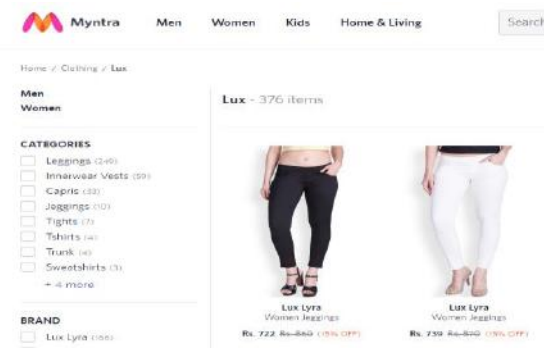 Myntra Men Women Kids Home & Living Search
Home / Clothing / Lux
Men
Women
Lux - 376 items
CATEGORIES
Leggings (249)
Innerwear Vests (59)
Capris (33)
Jeggings (10)
Tights (7)
Tshirts (4)
Trunk (4)
Sweatshirts (3)
+ 4 more
BRAND
Lux Lyra (166)
Lux Lyra
Women Jeggings
Rs. 722 Rs. 850 (15% OFF)
Lux Lyra
Women Jeggings
Rs. 739 Rs. 870 (15% OFF)